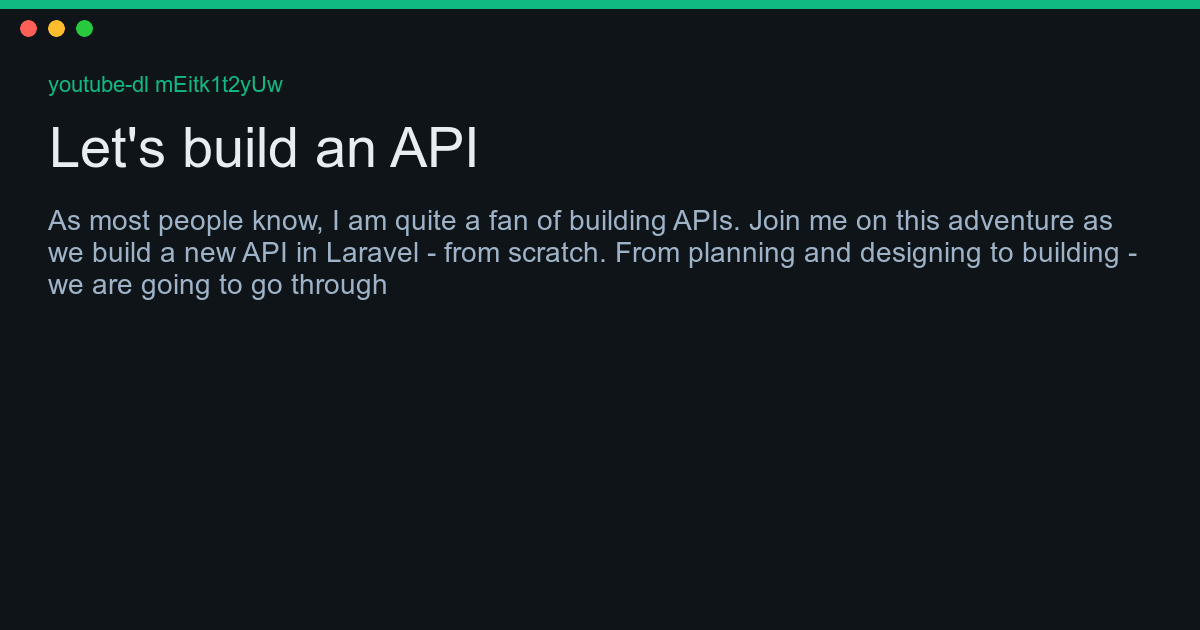 youtube-dl mEitk1t2yUw
Let's build an API
As most people know, I am quite a fan of building APIs. Join me on this adventure as
we build a new API in Laravel - from scratch. From planning and designing to building -
we are going to go through